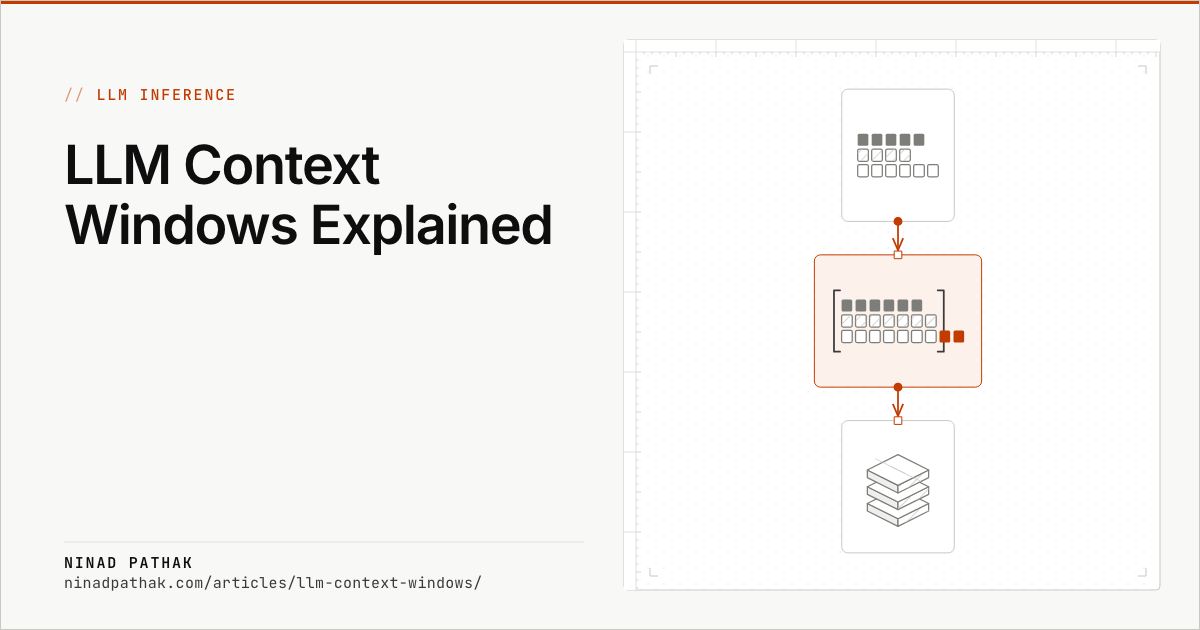 // LLM INFERENCE
LLM Context
Windows Explained
NINAD PATHAK
ninadpathak.com/articles/llm-context-windows/